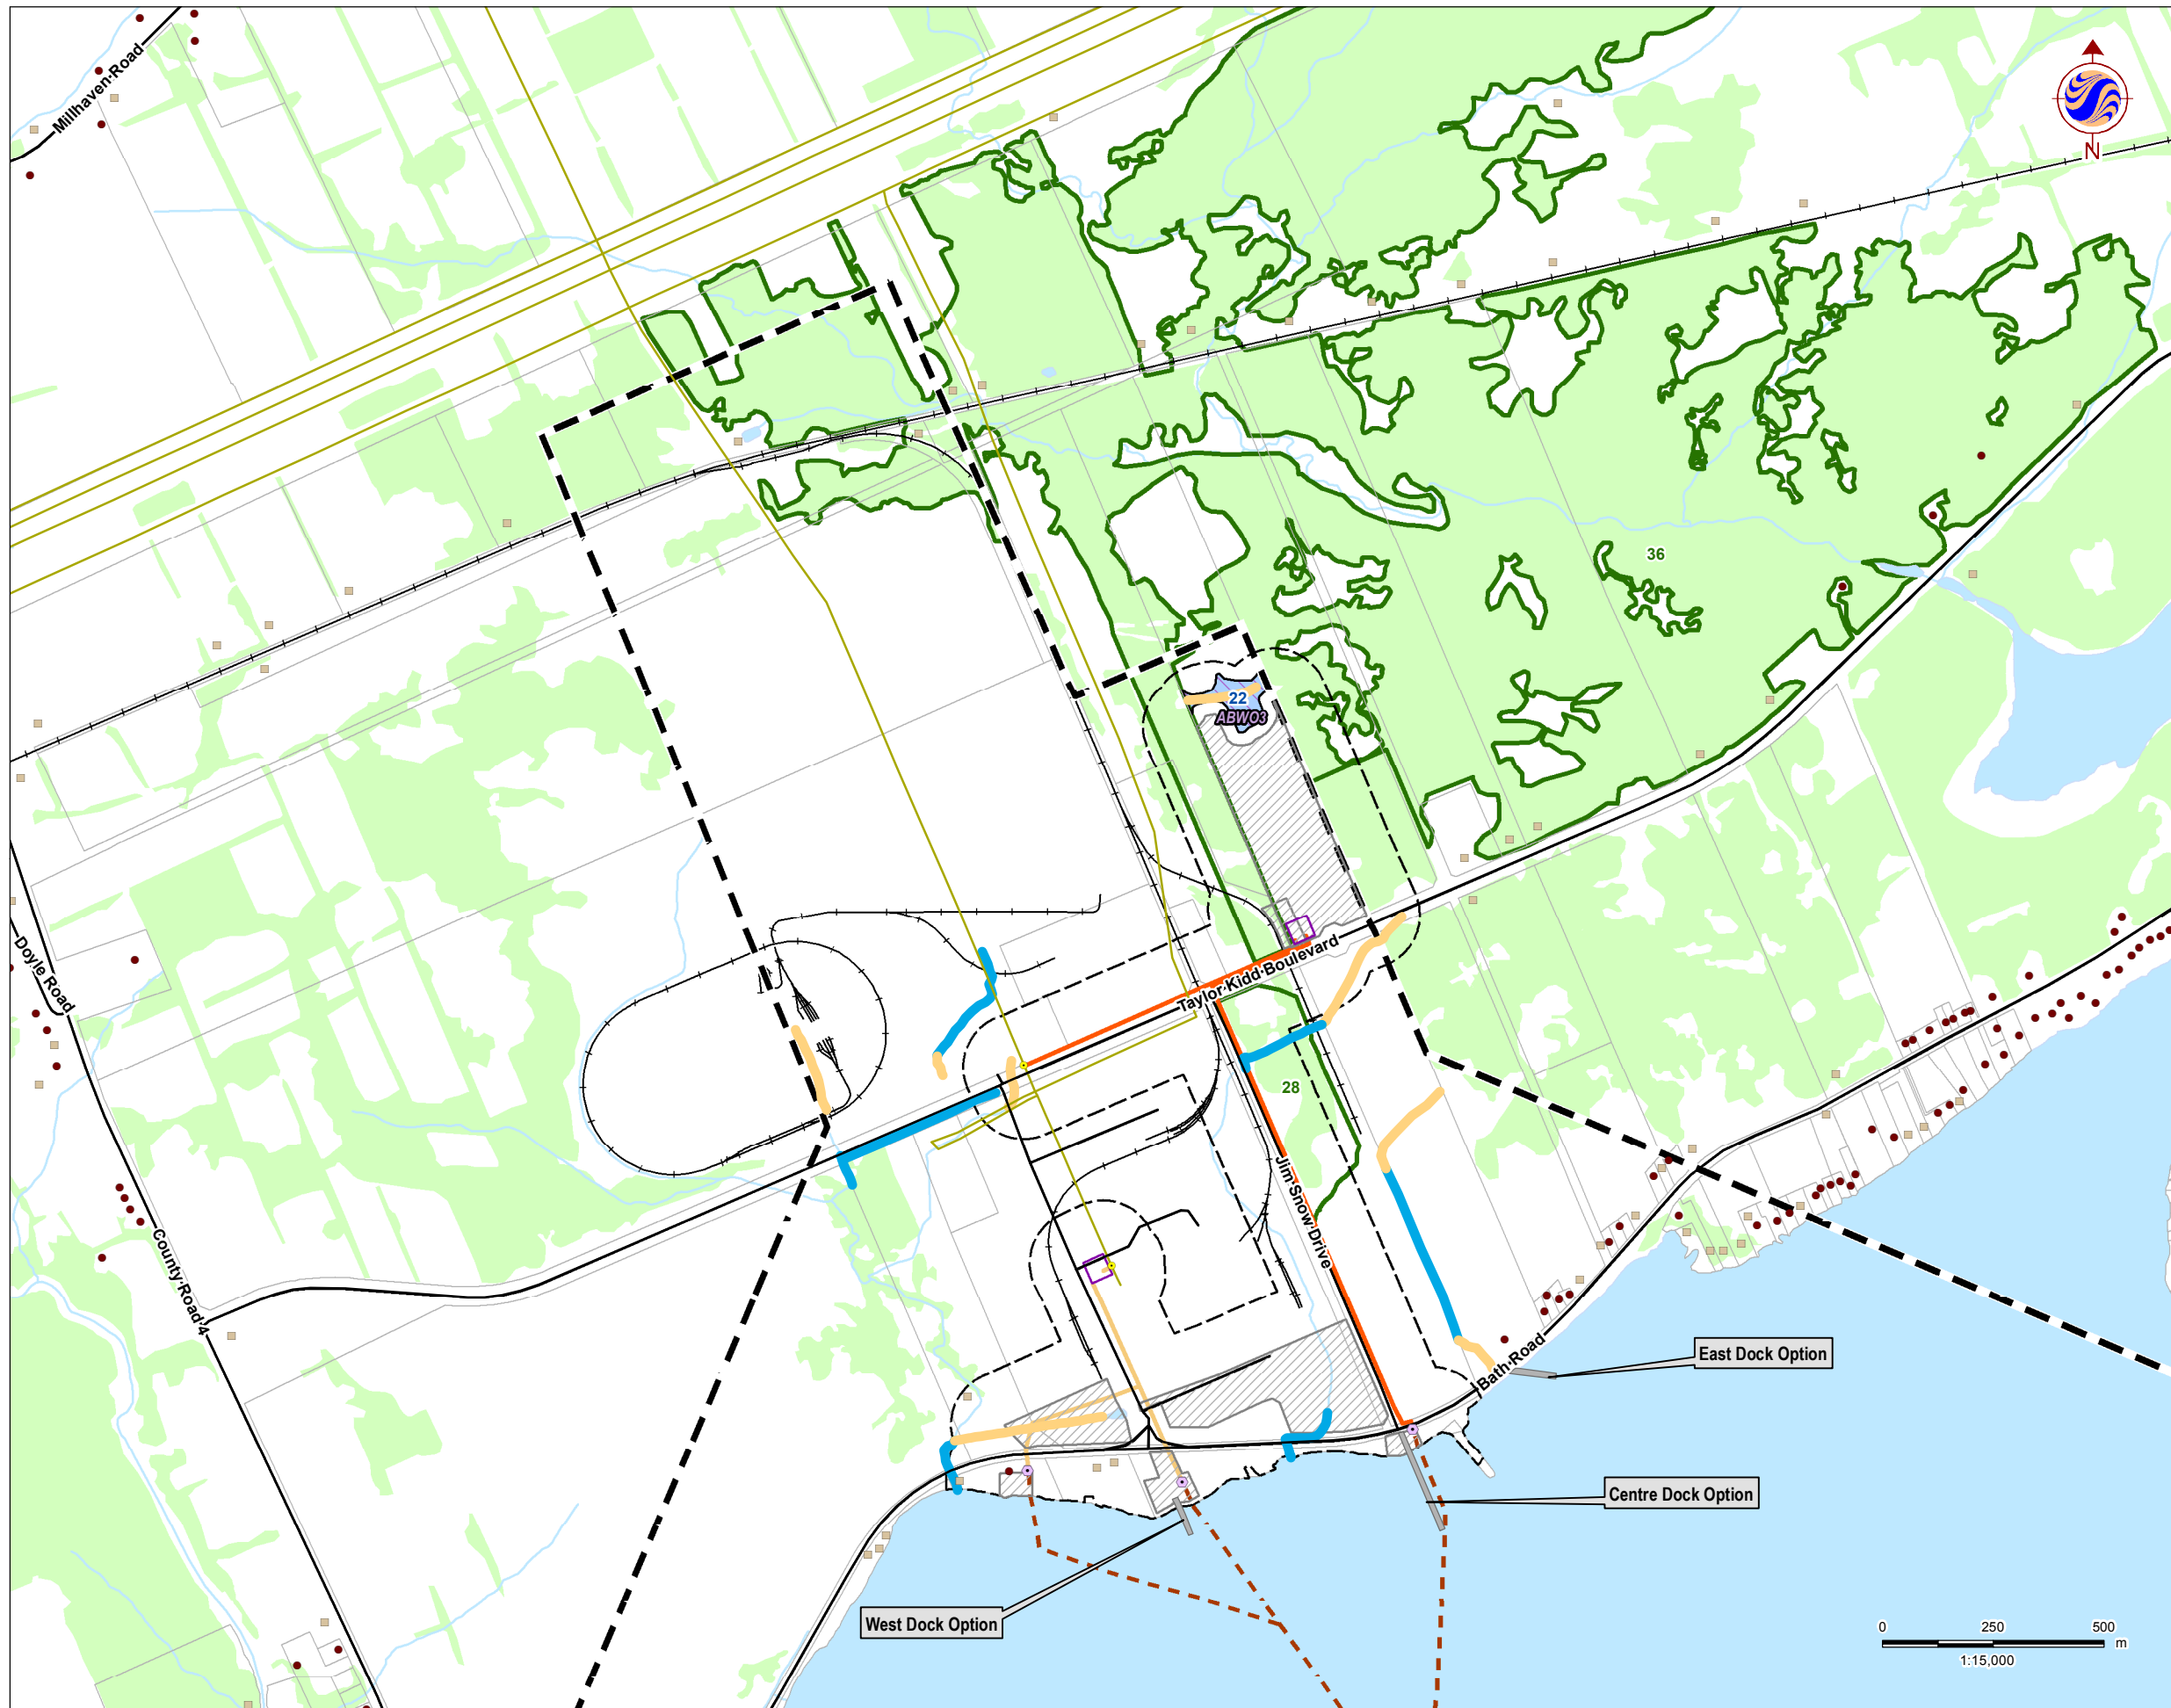 Millhaven Road
N
36
22
ABWO3
Taylor Kidd Boulevard
Doyle Road
28
County Road 4
Jim Snow Drive
East Dock Option
Bath Road
Centre Dock Option
West Dock Option
0 250 500
m
1:15,000